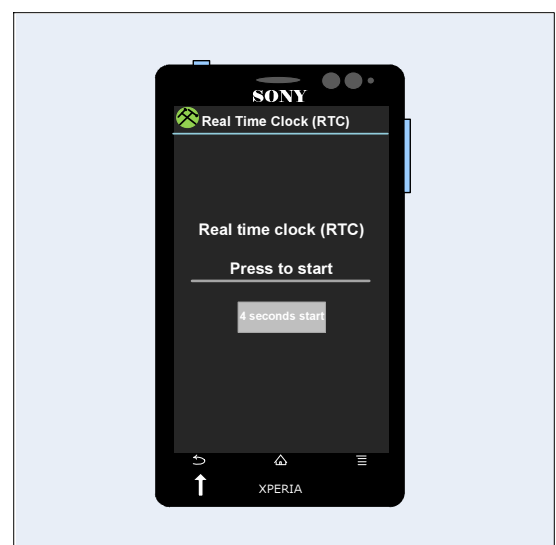 SONY
Real Time Clock (RTC)
Real time clock (RTC)
Press to start
4 seconds start
XPERIA